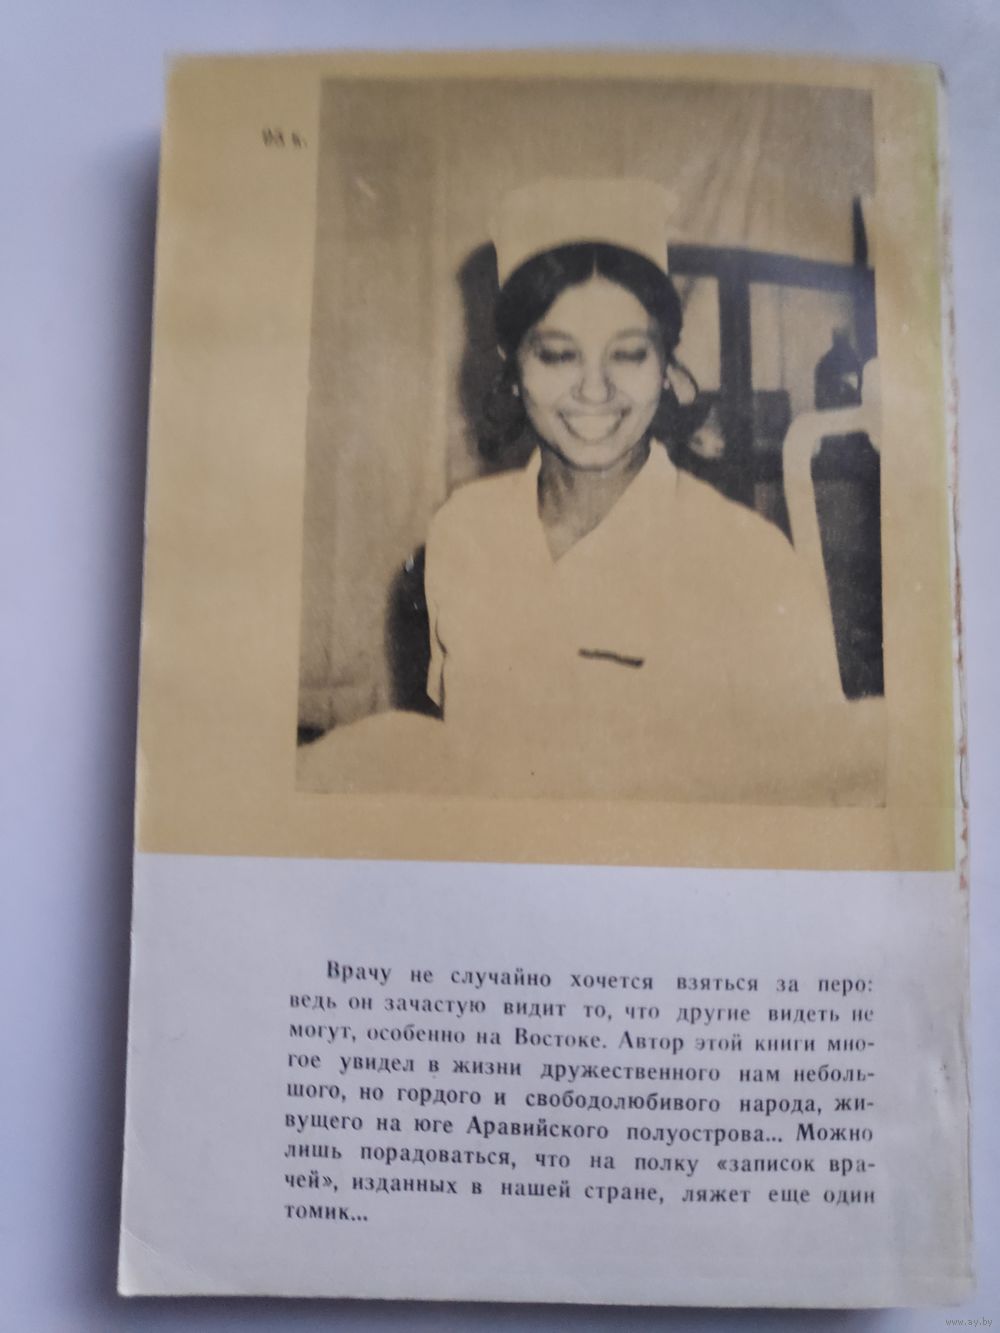 Врачу не случайно хочется взяться за перо:
ведь он зачастую видит то, что другие видеть не
могут, особенно на Востоке. Автор этой книги мно-
гое увидел в жизни дружественного нам неболь-
шого, но гордого и свободолюбивого народа, жи-
вущего на юге Аравийского полуострова... Можно
лишь порадоваться, что на полку «записок вра-
чей», изданных в нашей стране, ляжет еще один
томик...
www.ay.by